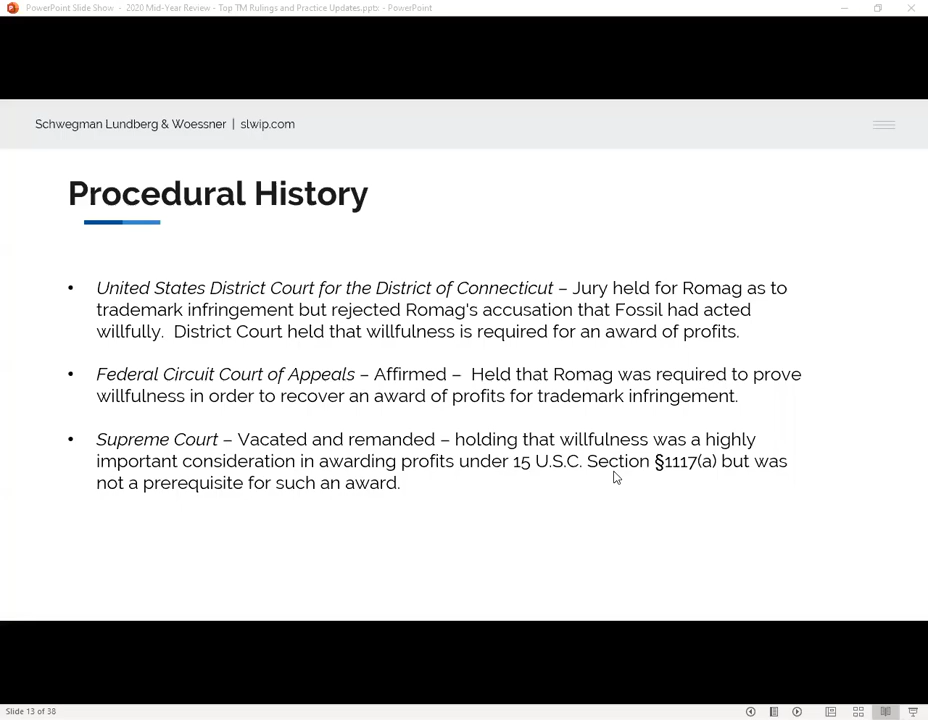 PowerPoint Slide Show - 2020 Mid-Year Review - Top TM Rulings and Practice Updates.pptx - PowerPoint
Schwegman Lundberg & Woessner | slwip.com
Procedural History
• United States District Court for the District of Connecticut – Jury held for Romag as to
trademark infringement but rejected Romag's accusation that Fossil had acted
willfully. District Court held that willfulness is required for an award of profits.
• Federal Circuit Court of Appeals – Affirmed – Held that Romag was required to prove
willfulness in order to recover an award of profits for trademark infringement.
• Supreme Court – Vacated and remanded – holding that willfulness was a highly
important consideration in awarding profits under 15 U.S.C. Section §1117(a) but was
not a prerequisite for such an award.
Slide 13 of 38